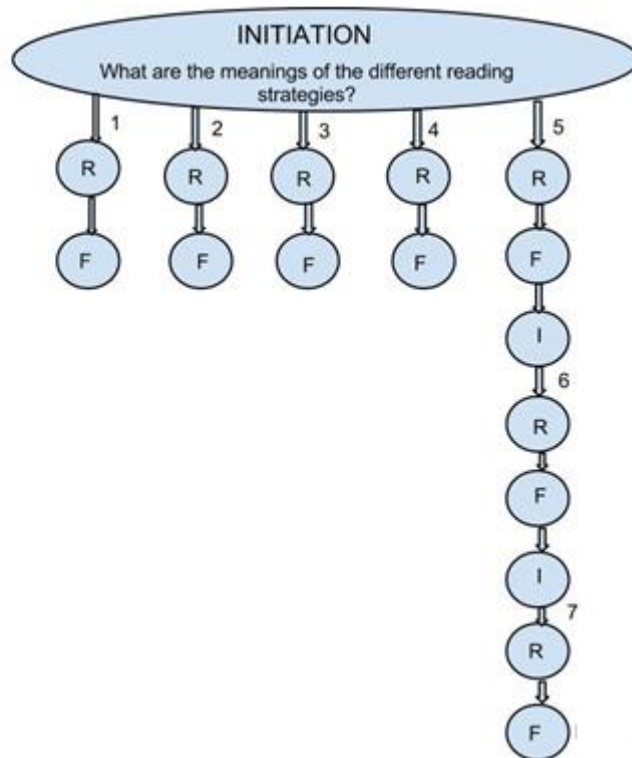 INITIATION
What are the meanings of the different reading
strategies?
1 2 3 4 5
R R R R R
F F F F F
I
6
R
F
I
7
R
F